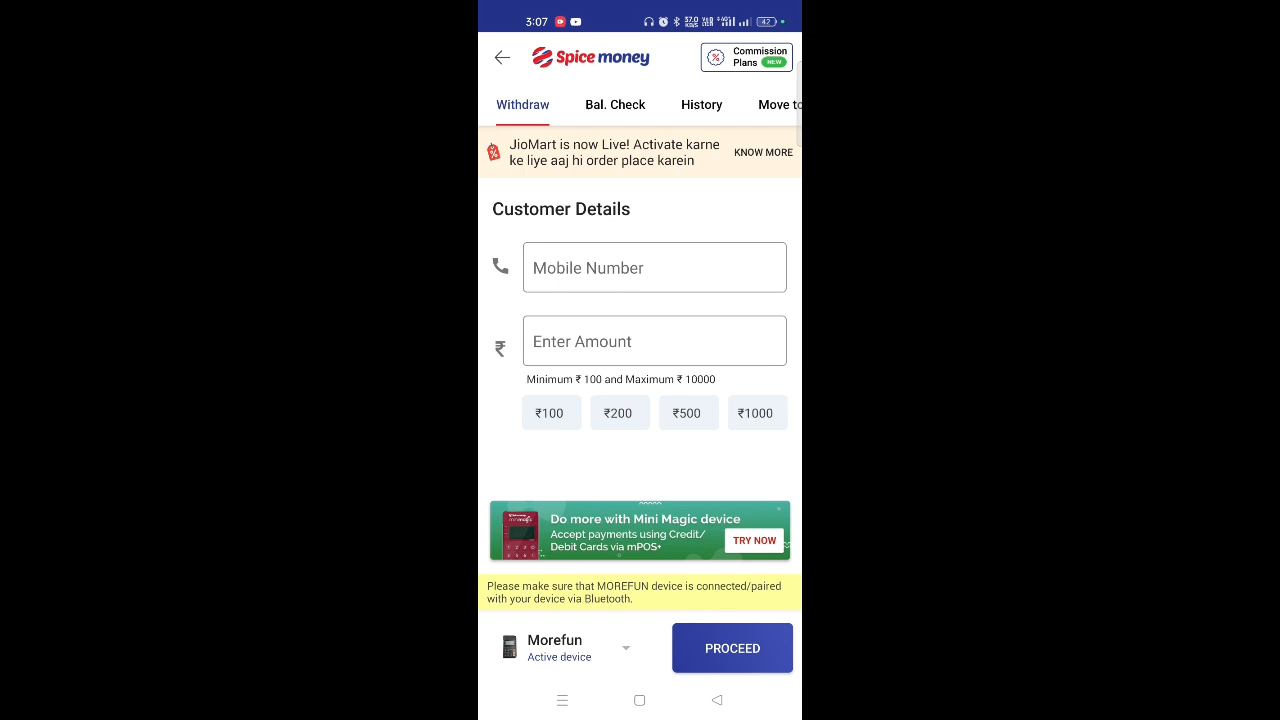 3:07
37.0
KB/S
42
Spice money
Commission
Plans NEW
Withdraw Bal. Check History Move to
JioMart is now Live! Activate karne
ke liye aaj hi order place karein
KNOW MORE
Customer Details
Mobile Number
₹
Enter Amount
Minimum ₹ 100 and Maximum ₹ 10000
₹100 ₹200 ₹500 ₹1000
Do more with Mini Magic device
Accept payments using Credit/
Debit Cards via mPOS+
TRY NOW
Please make sure that MOREFUN device is connected/paired
with your device via Bluetooth.
Morefun
Active device
PROCEED